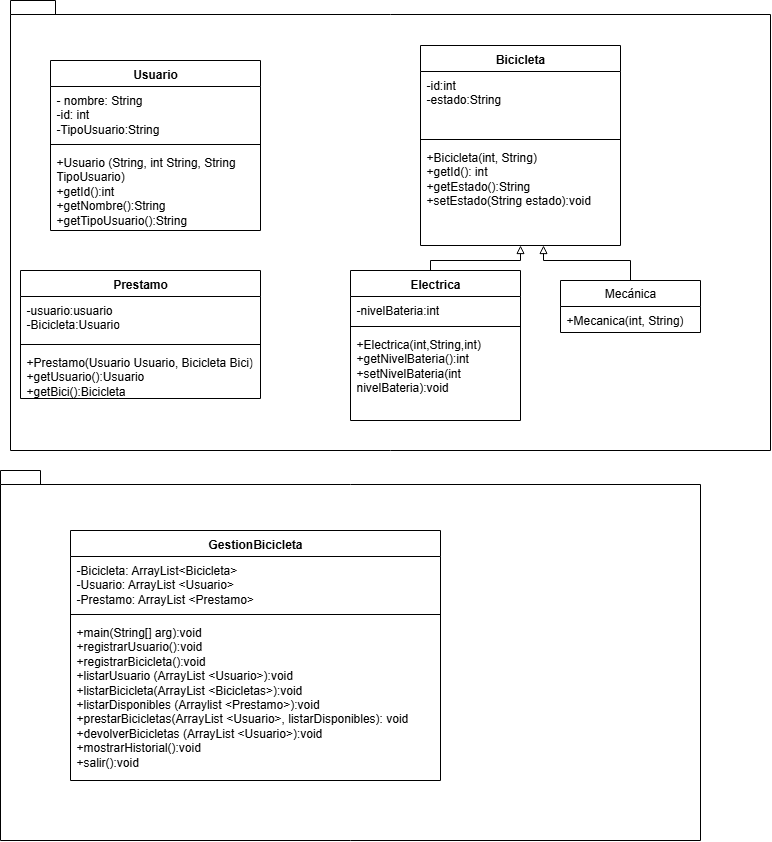 Usuario
- nombre: String
-id: int
-TipoUsuario:String
+Usuario (String, int String, String
TipoUsuario)
+getId():int
+getNombre():String
+getTipoUsuario():String
Bicicleta
-id:int
-estado:String
+Bicicleta(int, String)
+getId(): int
+getEstado():String
+setEstado(String estado):void
Prestamo
-usuario:usuario
-Bicicleta:Usuario
+Prestamo(Usuario Usuario, Bicicleta Bici)
+getUsuario():Usuario
+getBici():Bicicleta
Electrica
-nivelBateria:int
+Electrica(int,String,int)
+getNivelBateria():int
+setNivelBateria(int
nivelBateria):void
Mecánica
+Mecanica(int, String)
GestionBicicleta
-Bicicleta: ArrayList<Bicicleta>
-Usuario: ArrayList <Usuario>
-Prestamo: ArrayList <Prestamo>
+main(String[] arg):void
+registrarUsuario():void
+registrarBicicleta():void
+listarUsuario (ArrayList <Usuario>):void
+listarBicicleta(ArrayList <Bicicletas>):void
+listarDisponibles (Arraylist <Prestamo>):void
+prestarBicicletas(ArrayList <Usuario>, listarDisponibles): void
+devolverBicicletas (ArrayList <Usuario>):void
+mostrarHistorial():void
+salir():void